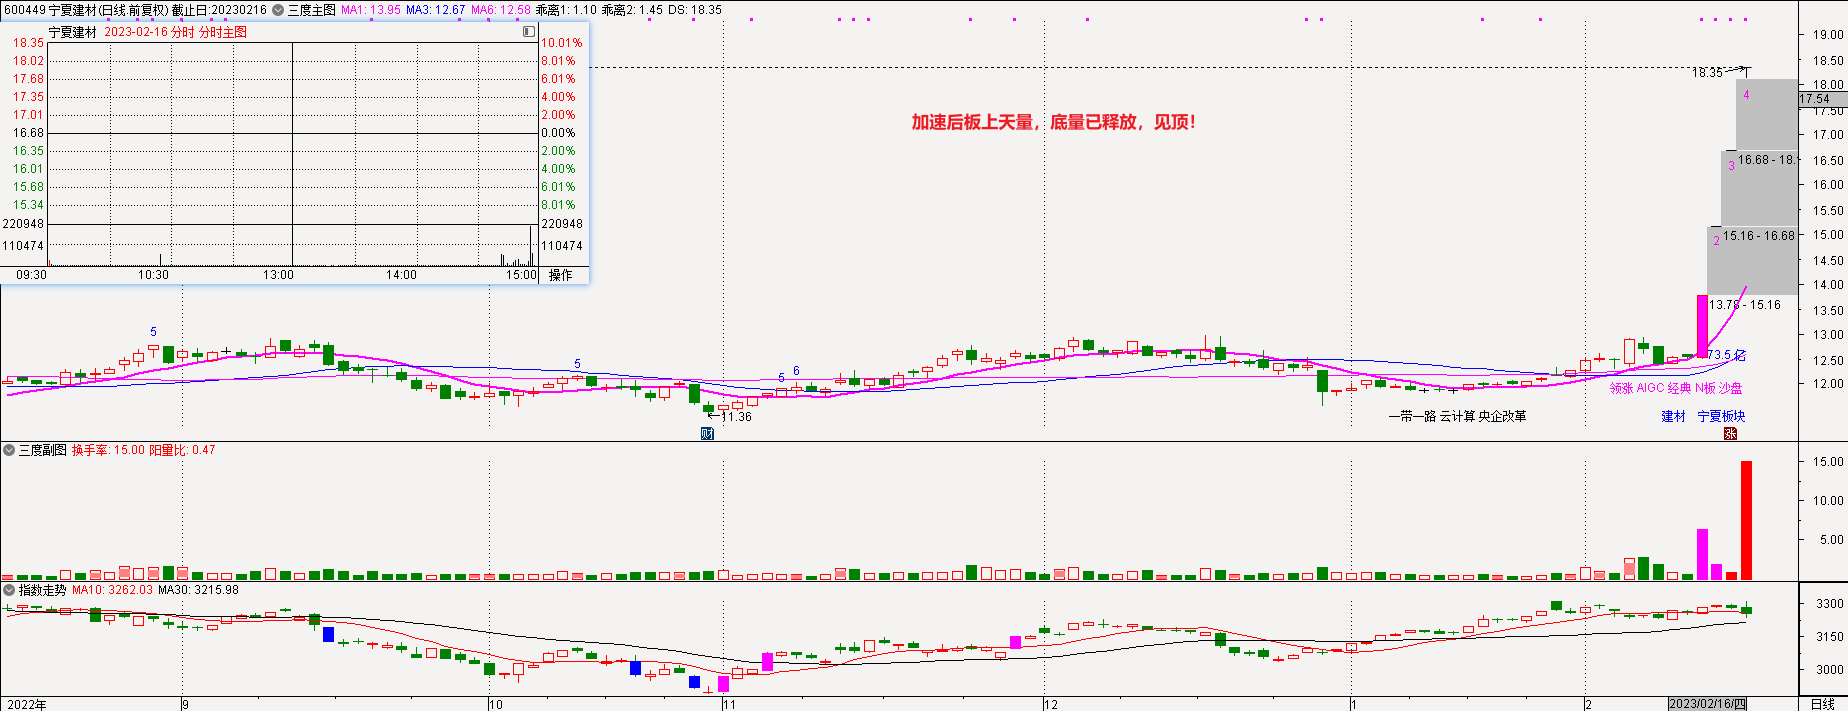 600449 宁夏建材(日线.前复权) 截止日:20230216 三度主图 MA1: 13.95 MA3: 12.67 MA6: 12.58 乖离1: 1.10 乖离2: 1.45 DS: 18.35
宁夏建材 2023-02-16 分时 分时主图
18.35 10.01%
18.02 8.01%
17.68 6.01%
17.35 4.00%
17.01 2.00%
16.68 0.00%
16.35 2.00%
16.01 4.00%
15.68 6.01%
15.34 8.01%
220948 220948
110474 110474
09:30 10:30 13:00 14:00 15:00 操作
加速后板上天量，底量已释放，见顶！
18.35
4
3 16.68 - 18.
2 15.16 - 16.68
13.78 - 15.16
5
5
5
6
11.36
财
73.5 亿
领涨 AIGC 经典 N板 沙盘
一带一路 云计算 央企改革
建材 宁夏板块
涨
19.00
18.50
18.00
17.54
17.50
17.00
16.50
16.00
15.50
15.00
14.50
14.00
13.50
13.00
12.50
12.00
三度副图 换手率: 15.00 阳量比: 0.47
15.00
10.00
5.00
指数走势 MA10: 3262.03 MA30: 3215.98
3300
3150
3000
2022年 9 10 11 12 1 2 2023/02/16/四 日线